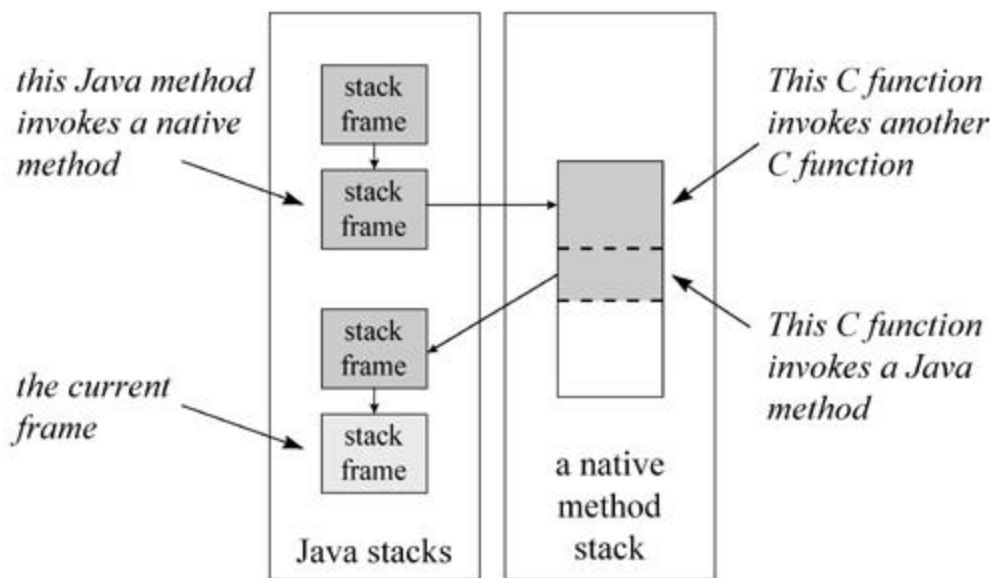 this Java method
invokes a native
method
stack
frame
stack
frame
stack
frame
the current
frame
stack
frame
Java stacks
This C function
invokes another
C function
This C function
invokes a Java
method
a native
method
stack